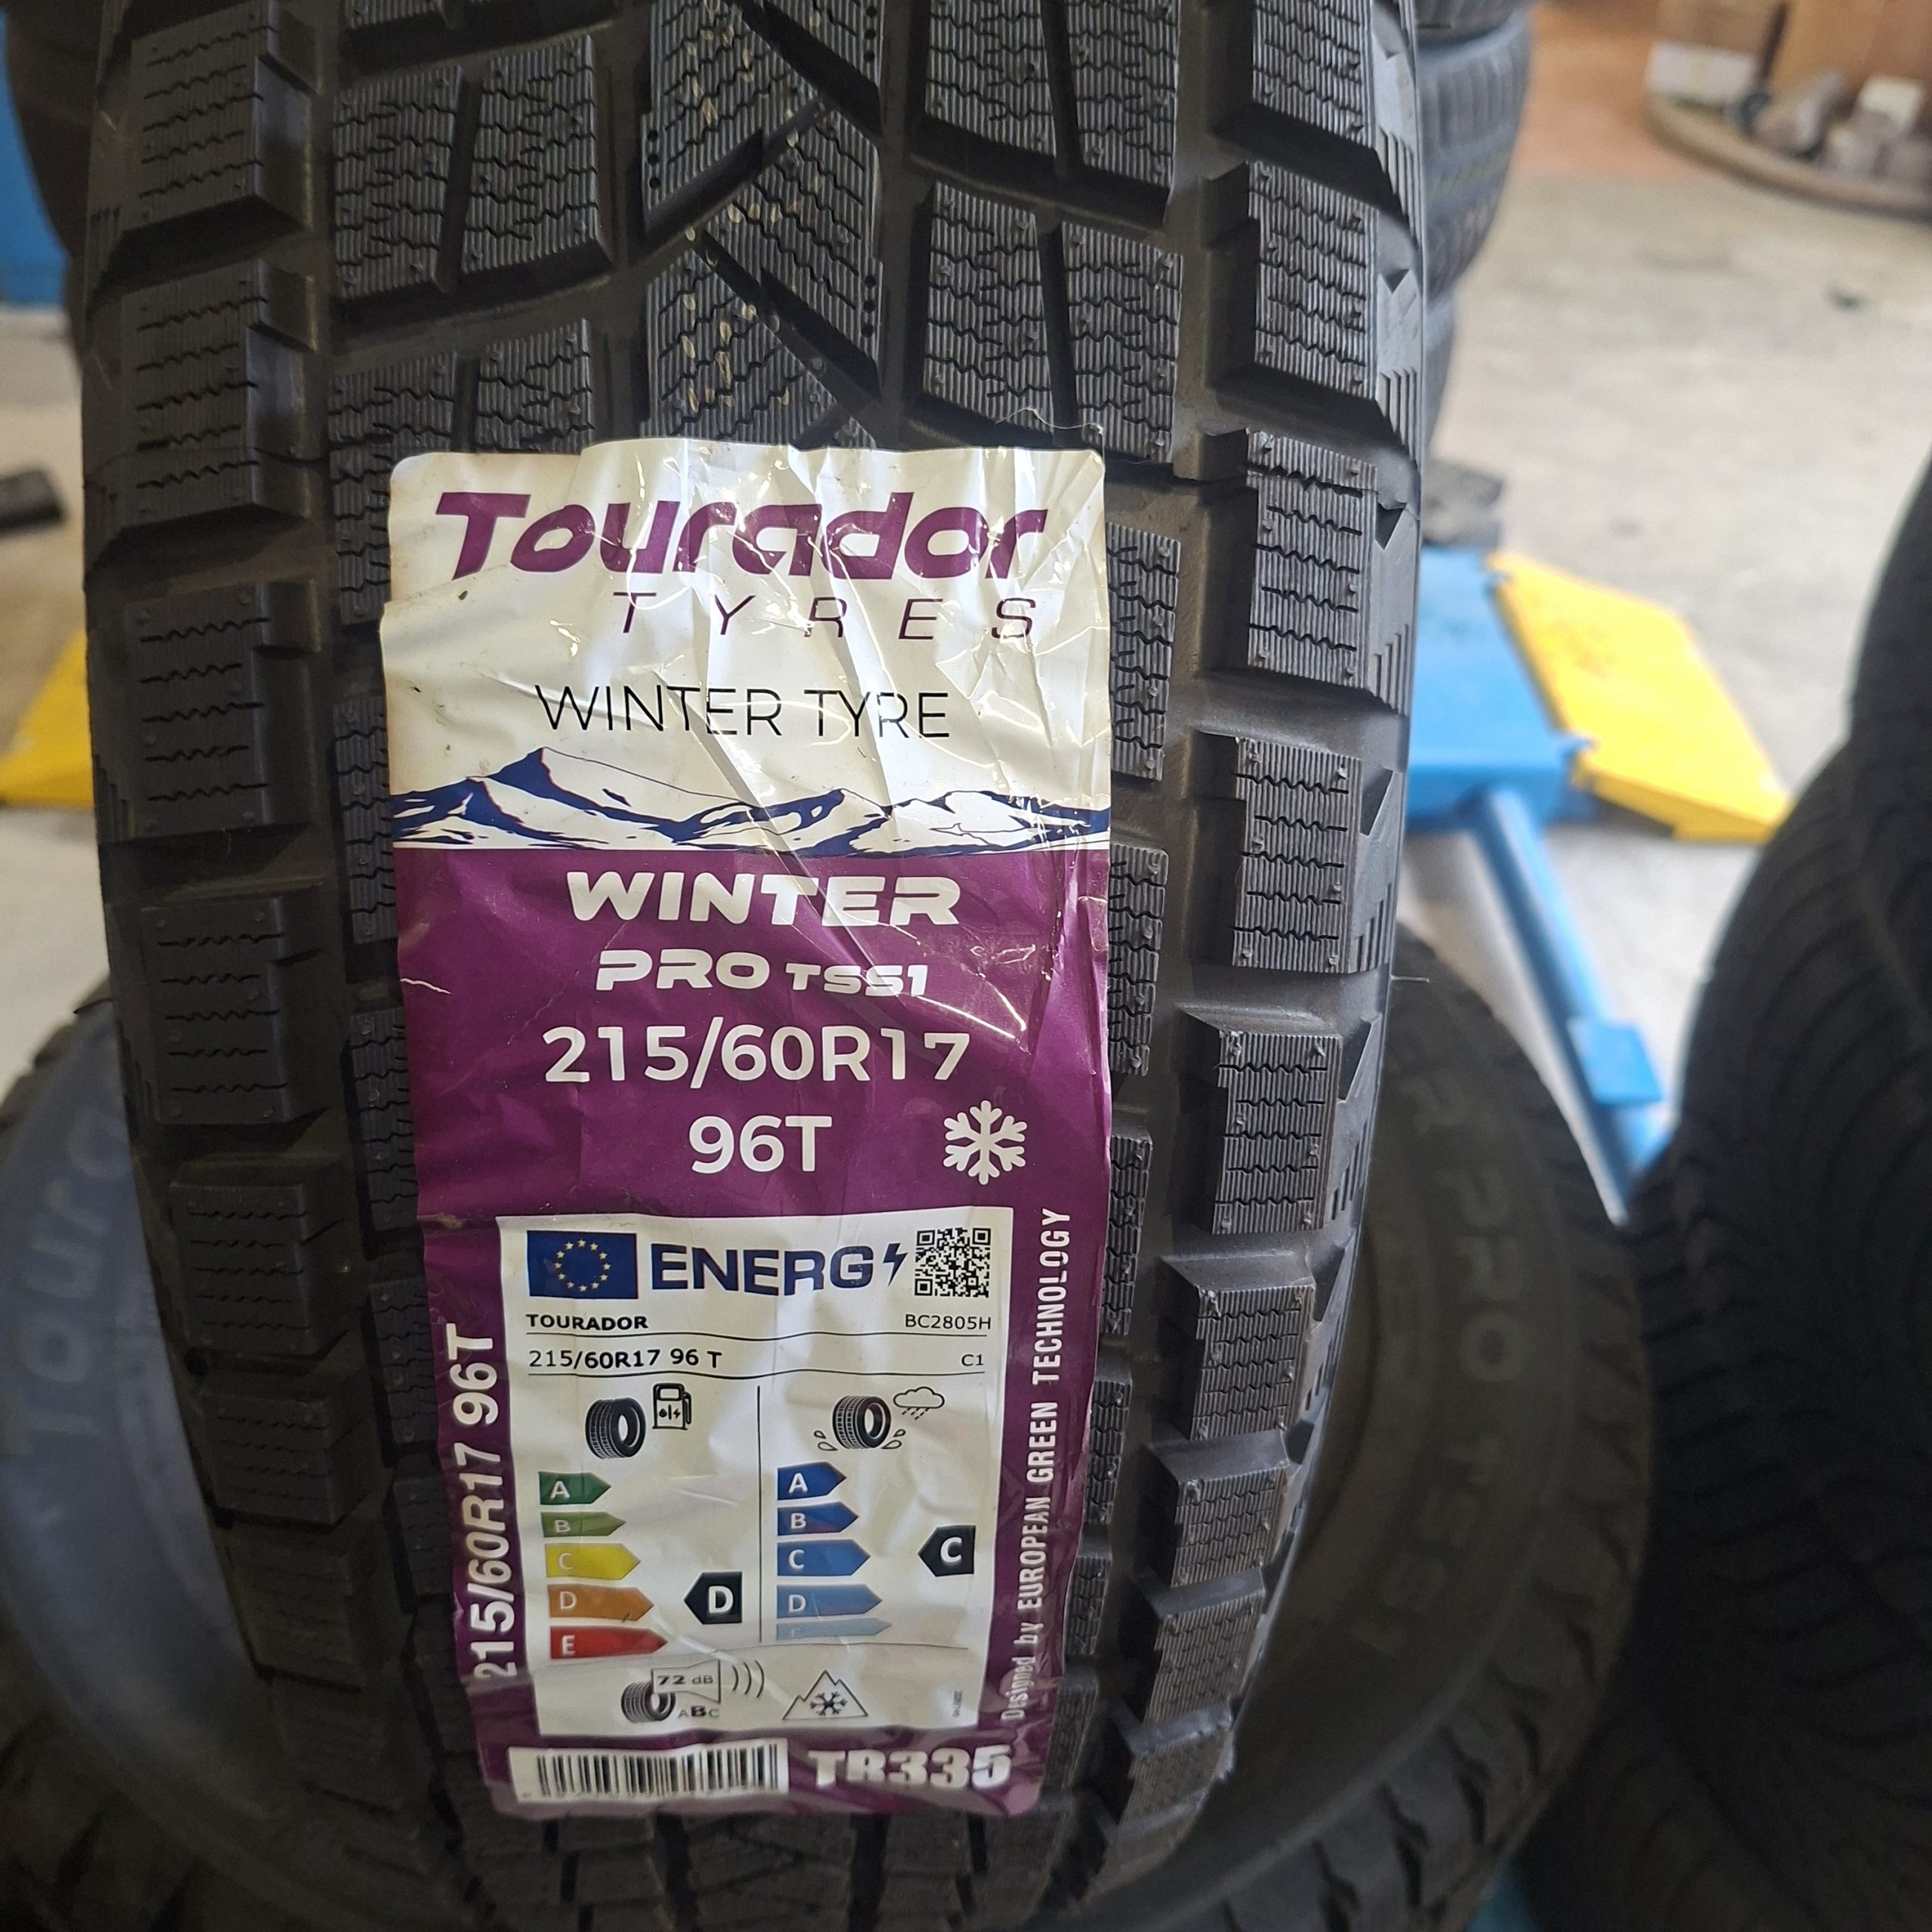 Tourador
TYRES
WINTER TYRE
WINTER
PRO TSS1
215/60R17
96T
ENERG
TOURADOR BC2805H
215/60R17 96 T C1
A A
B B
C C C
D D D
E E
72 dB
ABC
TR335
215/60R17 96T
Designed by EUROPEAN GREEN TECHNOLOGY